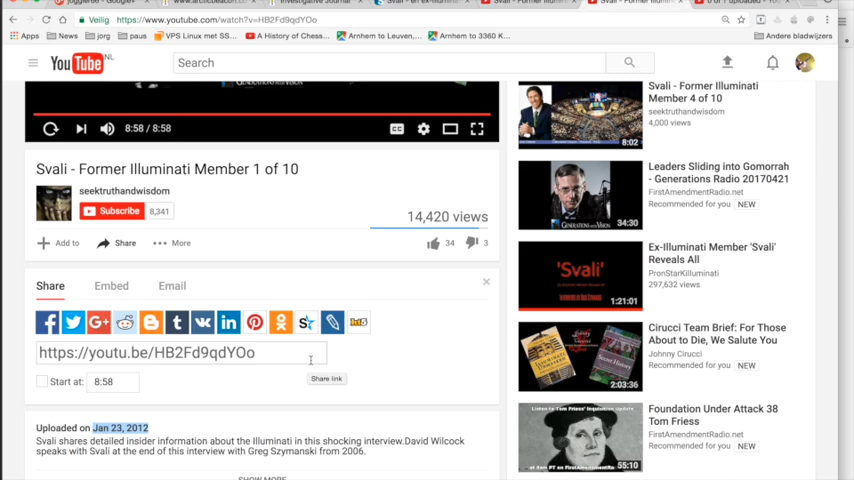 Veilig
https://www.youtube.com/watch?v=HB2Fd9qdYOo
News
jorg
paus
VPS Linux met SS...
A History of Chess...
Arnhem to Leuven,...
Arnhem to 3360 K...
Andere bladwijzers
YouTube NL
Search
8:58 / 8:58
Svali - Former Illuminati Member 1 of 10
seektruthandwisdom
Subscribe 8,341
14,420 views
Add to
Share
More
34
3
Share
Embed
Email
https://youtu.be/HB2Fd9qdYOo
Share link
Start at:
8:58
Uploaded on Jan 23, 2012
Svali shares detailed insider information about the Illuminati in this shocking interview.David Wilcock
speaks with Svali at the end of this interview with Greg Szymanski from 2006.
SHOW MORE
Svali - Former Illuminati
Member 4 of 10
seektruthandwisdom
4,000 views
8:02
Leaders Sliding into Gomorrah
- Generations Radio 20170421
FirstAmendmentRadio.net
Recommended for you NEW
34:30
Ex-Illuminati Member 'Svali'
Reveals All
PronStarKilluminati
297,632 views
'Svali'
1:21:01
Cirucci Team Brief: For Those
About to Die, We Salute You
Johnny Cirucci
Recommended for you NEW
2:03:36
Foundation Under Attack 38
Tom Friess
FirstAmendmentRadio.net
Recommended for you NEW
Listen to Tom Friess' Inquisition Update
55:10